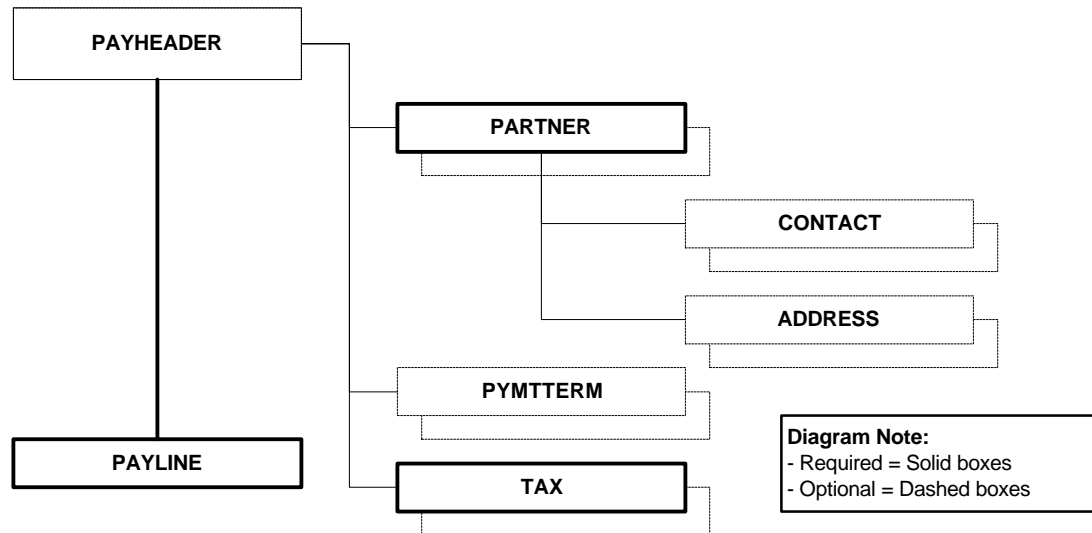 PAYHEADER
PARTNER
CONTACT
ADDRESS
PYMTTERM
PAYLINE
TAX
Diagram Note:
- Required = Solid boxes
- Optional = Dashed boxes